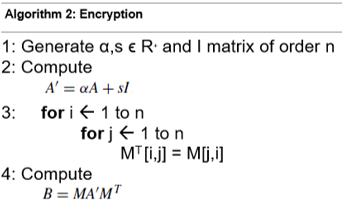 Algorithm 2: Encryption
1: Generate α,s ϵ R· and I matrix of order n
2: Compute
A′ = αA + sI
3: for i ← 1 to n
for j ← 1 to n
Mᵀ[i,j] = M[j,i]
4: Compute
B = MA′Mᵀ